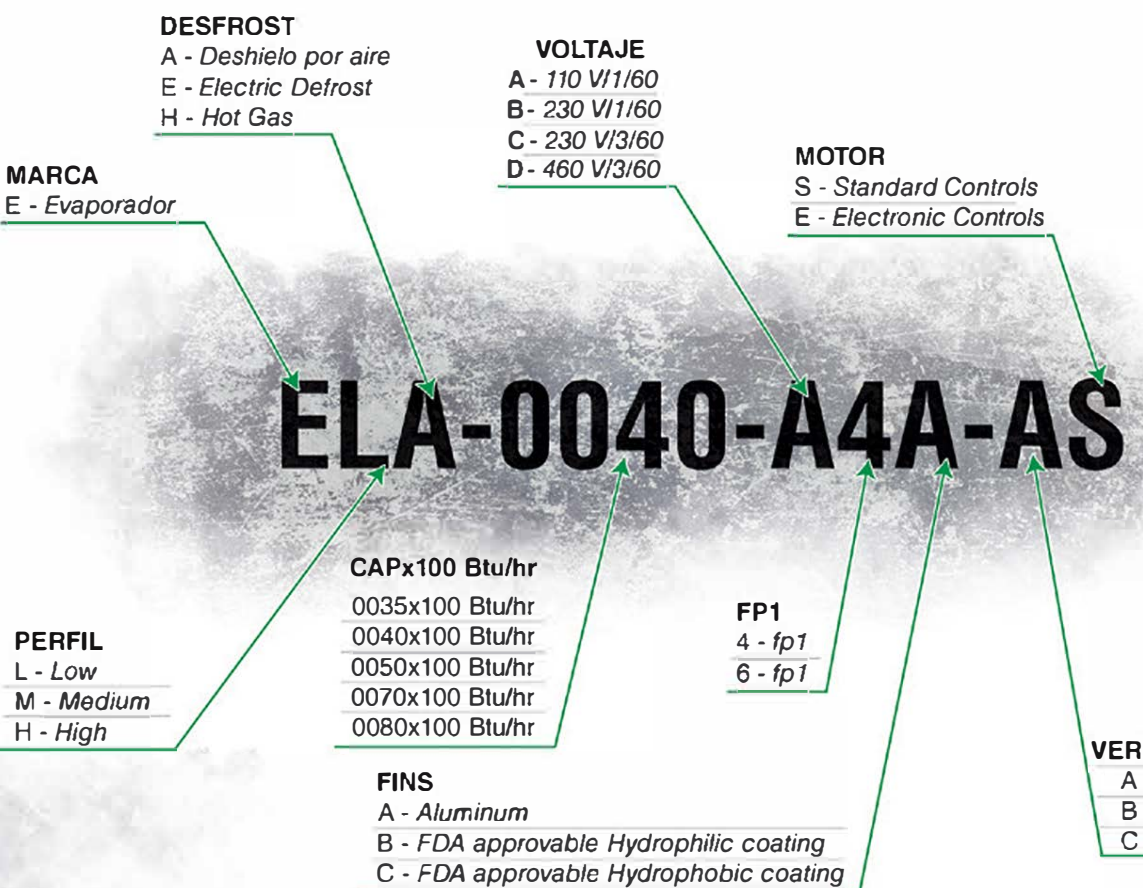 DESFROST
A - Deshielo por aire
E - Electric Defrost
H - Hot Gas
VOLTAJE
A - 110 V/1/60
B - 230 V/1/60
C - 230 V/3/60
D - 460 V/3/60
MOTOR
S - Standard Controls
E - Electronic Controls
MARCA
E - Evaporador
ELA-0040-A4A-AS
PERFIL
L - Low
M - Medium
H - High
CAPx100 Btu/hr
0035x100 Btu/hr
0040x100 Btu/hr
0050x100 Btu/hr
0070x100 Btu/hr
0080x100 Btu/hr
FP1
4 - fp1
6 - fp1
VER
A
B
C
FINS
A - Aluminum
B - FDA approvable Hydrophilic coating
C - FDA approvable Hydrophobic coating